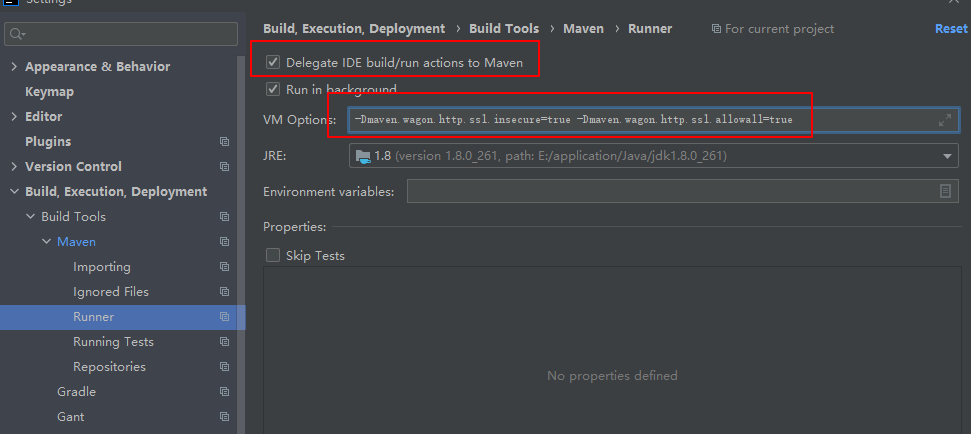 Settings
Build, Execution, Deployment › Build Tools › Maven › Runner For current project Reset
Appearance & Behavior
Keymap
Editor
Plugins
Version Control
Build, Execution, Deployment
Build Tools
Maven
Importing
Ignored Files
Runner
Running Tests
Repositories
Gradle
Gant
Delegate IDE build/run actions to Maven
Run in background
VM Options: -Dmaven.wagon.http.ssl.insecure=true -Dmaven.wagon.http.ssl.allowall=true
JRE: 1.8 (version 1.8.0_261, path: E:/application/Java/jdk1.8.0_261)
Environment variables:
Properties:
Skip Tests
No properties defined